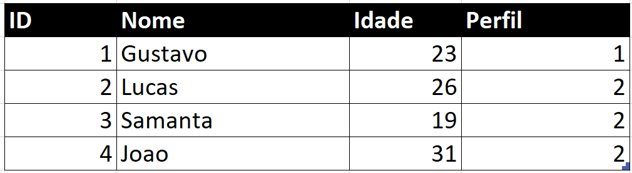 ID Nome Idade Perfil
1 Gustavo 23 1
2 Lucas 26 2
3 Samanta 19 2
4 Joao 31 2